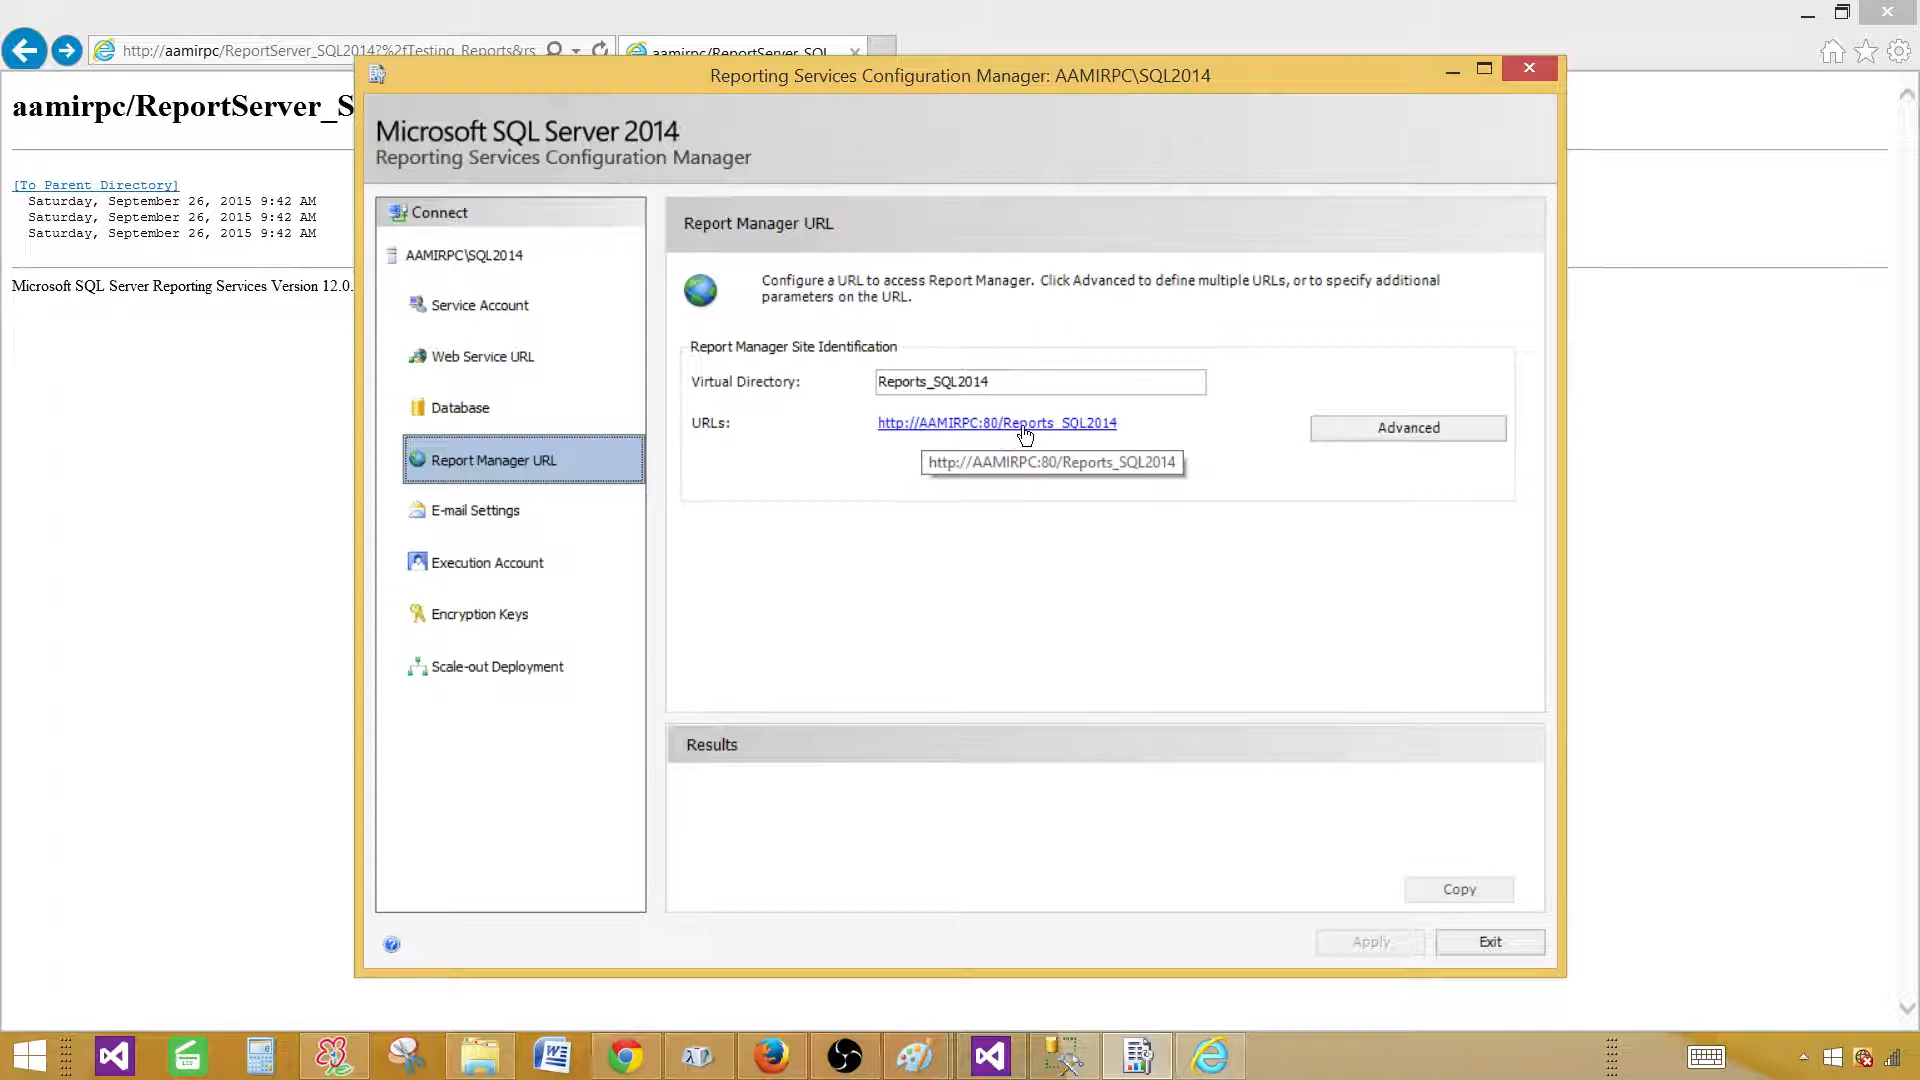 http://aamirpc/ReportServer_SQL2014?%2fTesting_Reports&rs
aamirpc/ReportServer_SQL...
Reporting Services Configuration Manager: AAMIRPC\SQL2014
aamirpc/ReportServer_S
[To Parent Directory]
Saturday, September 26, 2015 9:42 AM
Saturday, September 26, 2015 9:42 AM
Saturday, September 26, 2015 9:42 AM
Microsoft SQL Server Reporting Services Version 12.0.
Microsoft SQL Server 2014
Reporting Services Configuration Manager
Connect
AAMIRPC\SQL2014
Service Account
Web Service URL
Database
Report Manager URL
E-mail Settings
Execution Account
Encryption Keys
Scale-out Deployment
Report Manager URL
Configure a URL to access Report Manager. Click Advanced to define multiple URLs, or to specify additional
parameters on the URL.
Report Manager Site Identification
Virtual Directory:
Reports_SQL2014
URLs:
http://AAMIRPC:80/Reports_SQL2014
Advanced
http://AAMIRPC:80/Reports_SQL2014
Results
Copy
Apply
Exit